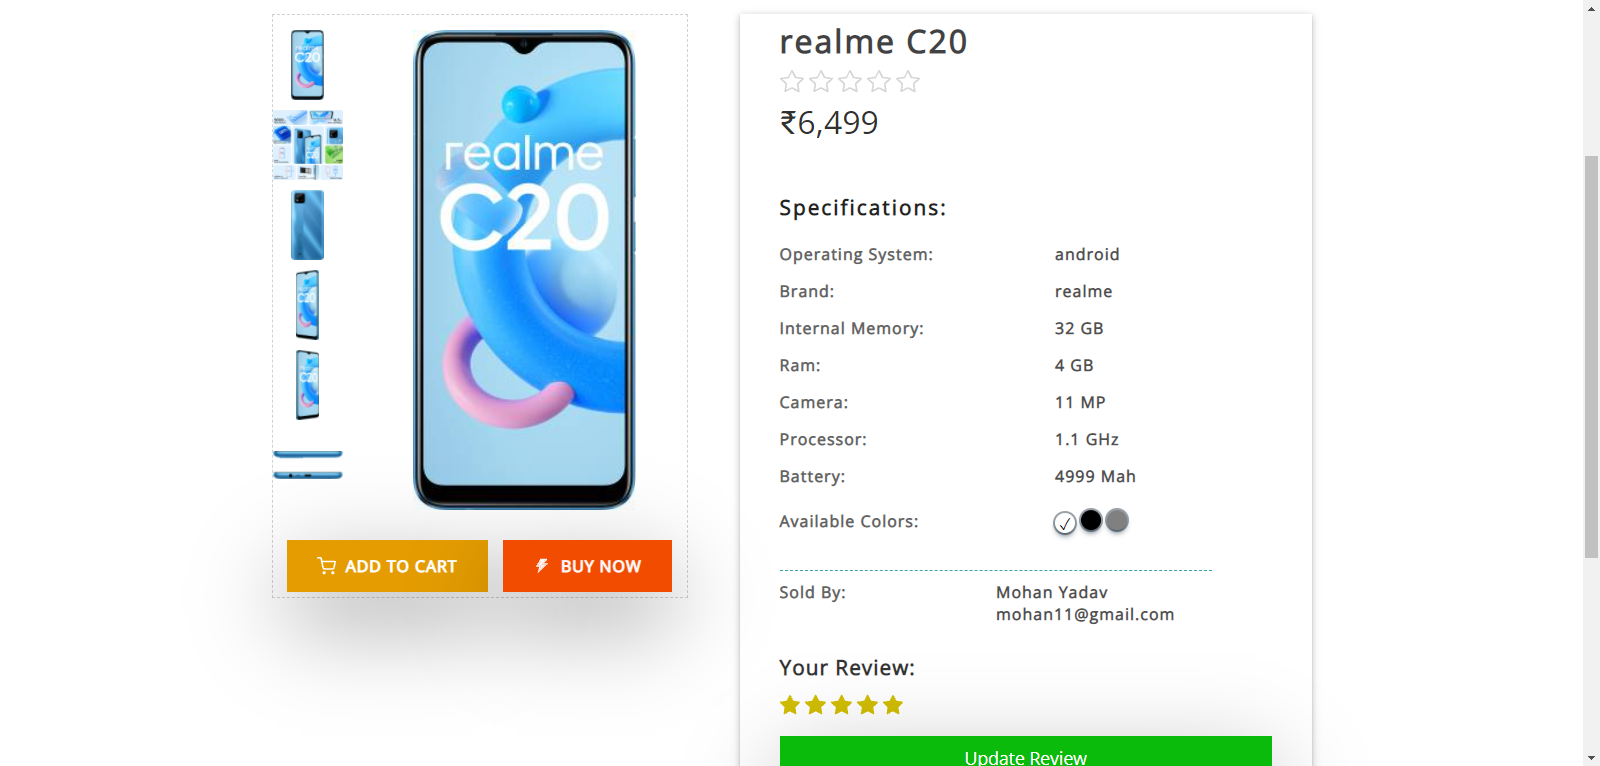 realme
C20
ADD TO CART
BUY NOW
realme C20
₹6,499
Specifications:
Operating System: android
Brand: realme
Internal Memory: 32 GB
Ram: 4 GB
Camera: 11 MP
Processor: 1.1 GHz
Battery: 4999 Mah
Available Colors:
Sold By: Mohan Yadav
mohan11@gmail.com
Your Review:
Update Review